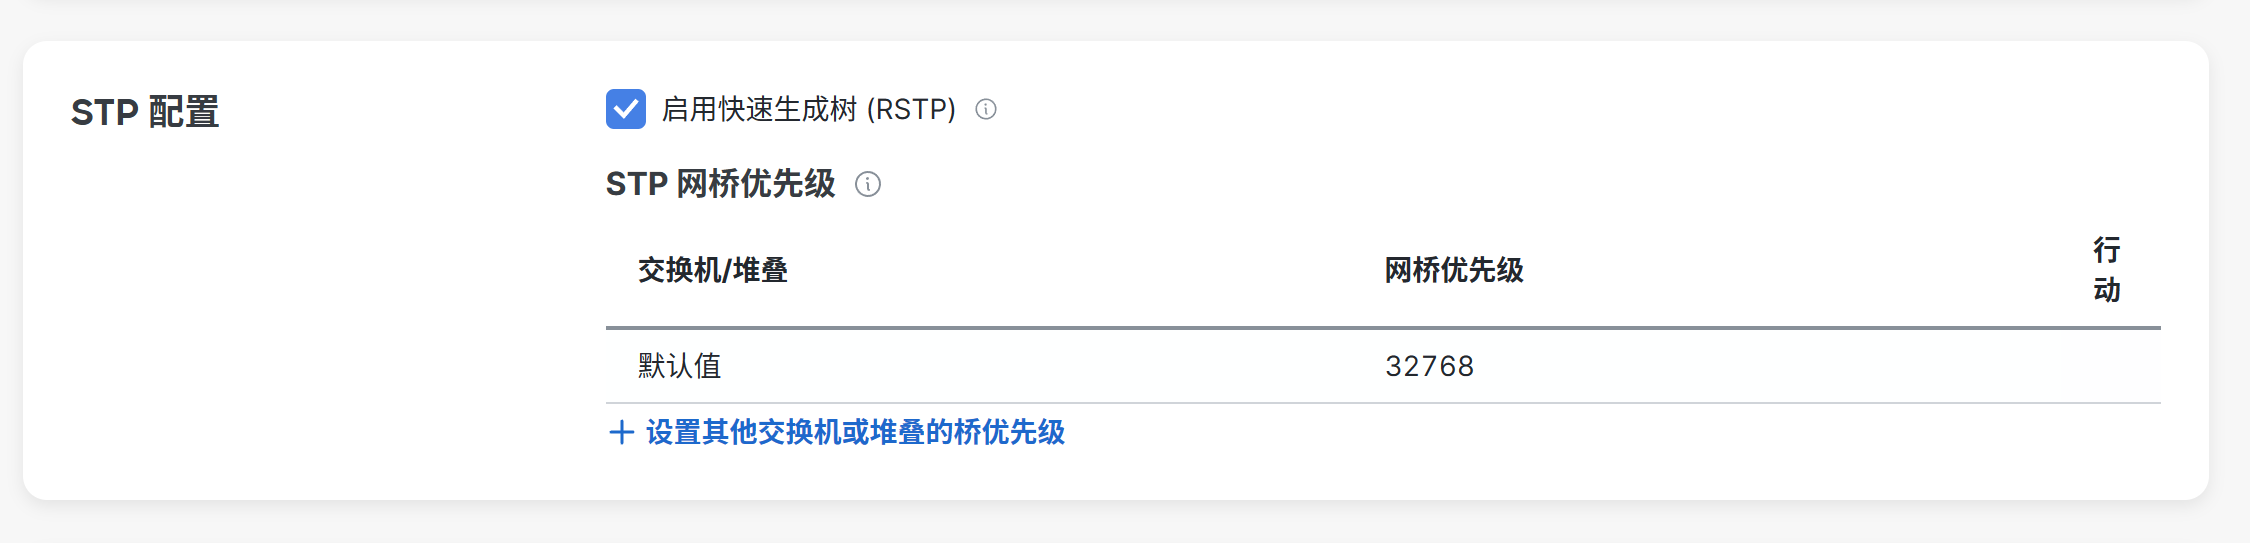 STP 配置
启用快速生成树 (RSTP)
STP 网桥优先级
交换机/堆叠
网桥优先级
行
动
默认值
32768
+ 设置其他交换机或堆叠的桥优先级